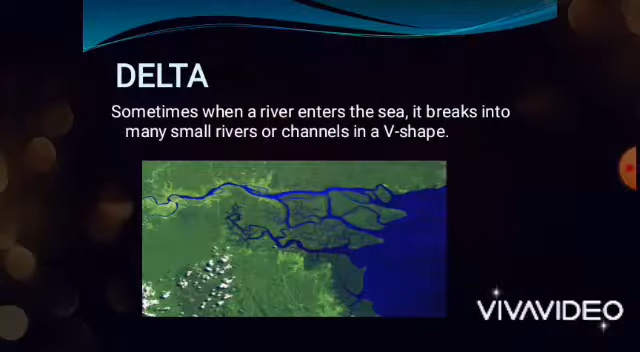 DELTA
Sometimes when a river enters the sea, it breaks into
many small rivers or channels in a V-shape.
VIVAVIDEO